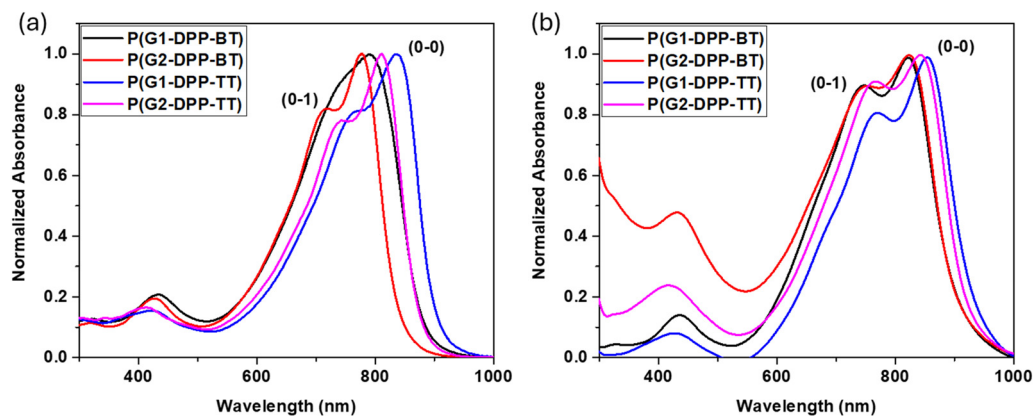 (a)
P(G1-DPP-BT)
P(G2-DPP-BT)
P(G1-DPP-TT)
P(G2-DPP-TT)
(0-0)
(0-1)
Normalized Absorbance
1.0
0.8
0.6
0.4
0.2
0.0
400
600
800
1000
Wavelength (nm)
(b)
P(G1-DPP-BT)
P(G2-DPP-BT)
P(G1-DPP-TT)
P(G2-DPP-TT)
(0-0)
(0-1)
Normalized Absorbance
1.0
0.8
0.6
0.4
0.2
0.0
400
600
800
1000
Wavelength (nm)